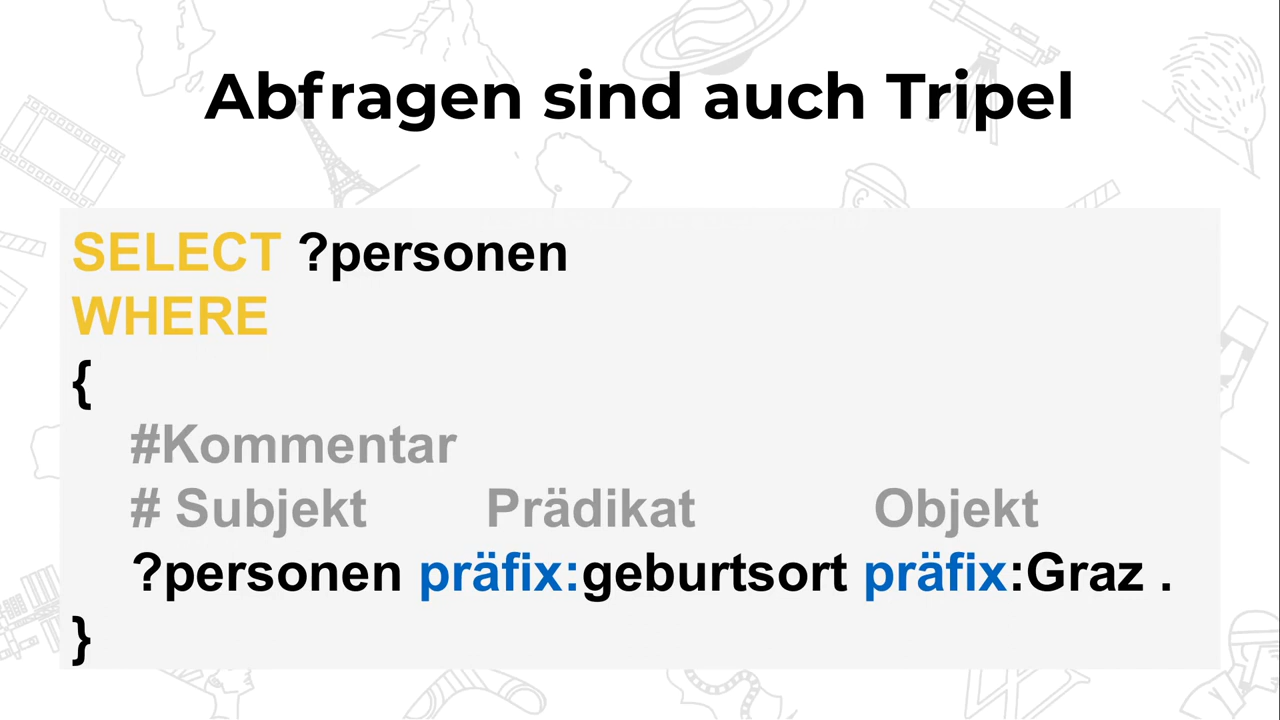 Abfragen sind auch Tripel
SELECT ?personen
WHERE
{
#Kommentar
# Subjekt Prädikat Objekt
?personen präfix:geburtsort präfix:Graz .
}